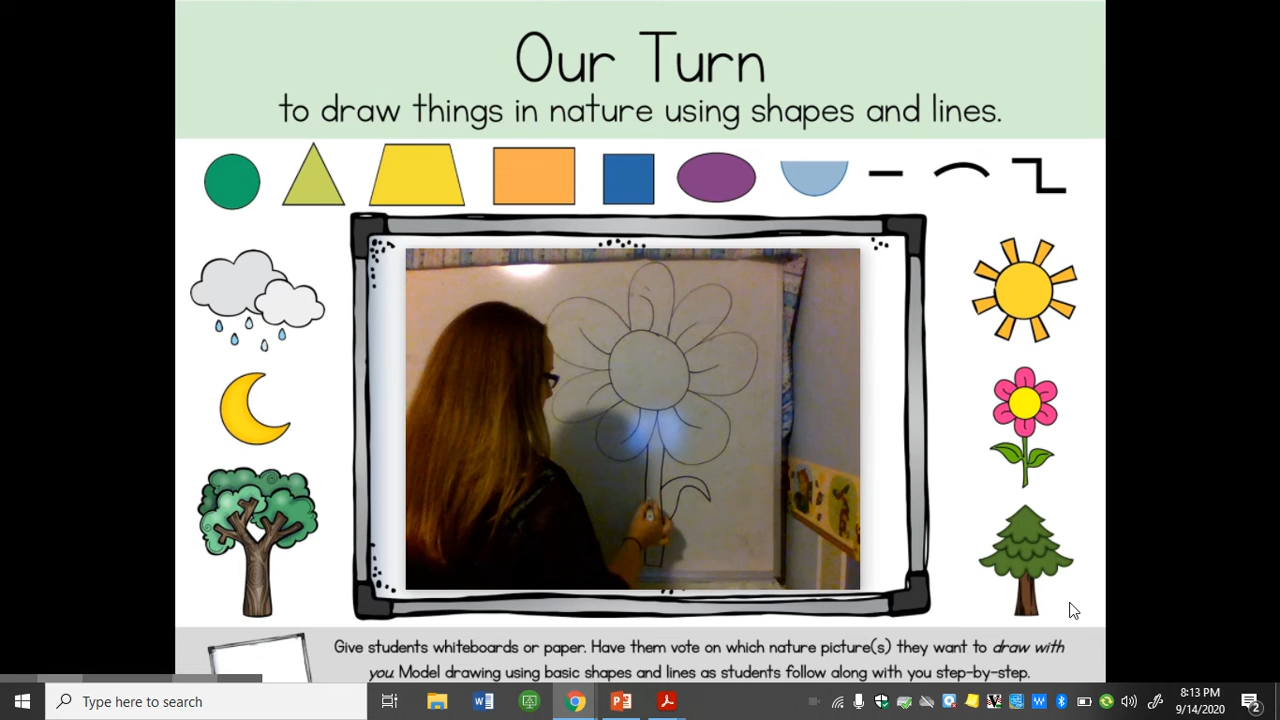 Our Turn
to draw things in nature using shapes and lines.
Give students whiteboards or paper. Have them vote on which nature picture(s) they want to draw with
you. Model drawing using basic shapes and lines as students follow along with you step-by-step.
Type here to search
8:13 PM
9/14/2020
2